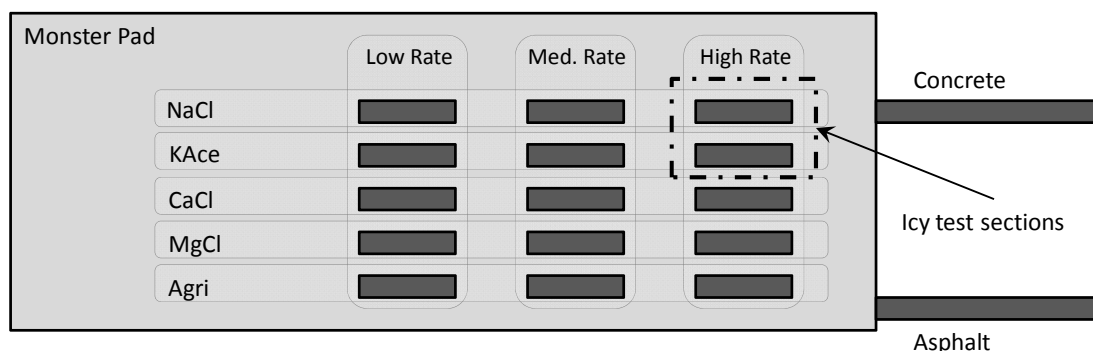 Monster Pad
Low Rate Med. Rate High Rate
Concrete
NaCl
KAce
CaCl
Icy test sections
MgCl
Agri
Asphalt